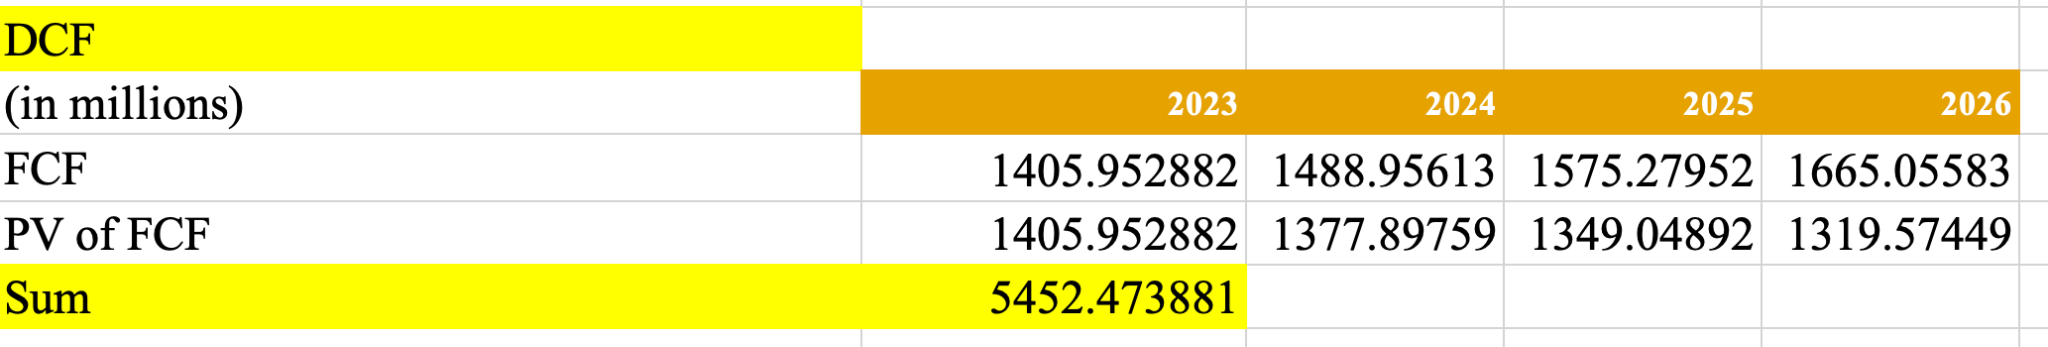 DCF
(in millions) 2023 2024 2025 2026
FCF 1405.952882 1488.95613 1575.27952 1665.05583
PV of FCF 1405.952882 1377.89759 1349.04892 1319.57449
Sum 5452.473881